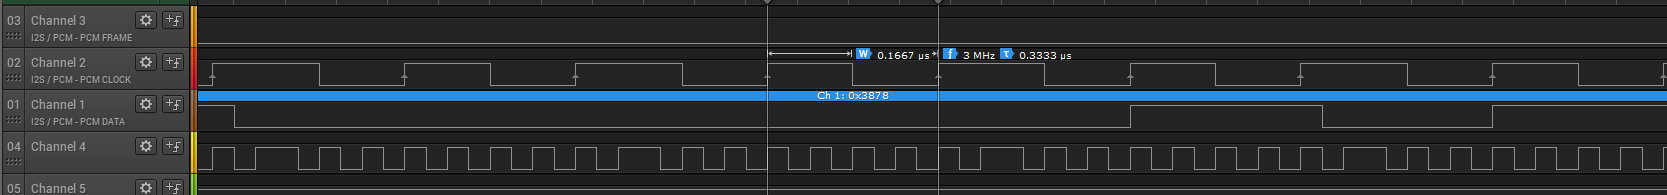 03 Channel 3
I2S / PCM - PCM FRAME
W 0.1667 µs f 3 MHz τ 0.3333 µs
02 Channel 2
I2S / PCM - PCM CLOCK
Ch 1: 0x3878
01 Channel 1
I2S / PCM - PCM DATA
04 Channel 4
05 Channel 5